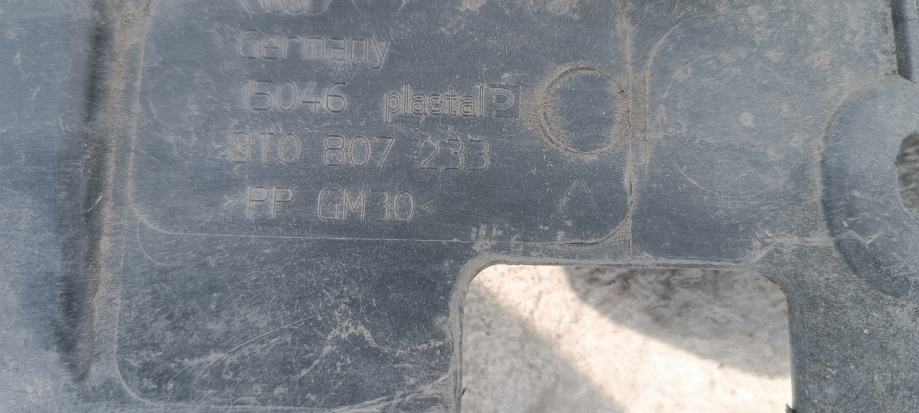 Germany
15046 plastal P
8T0 807 233
>PP GM30<